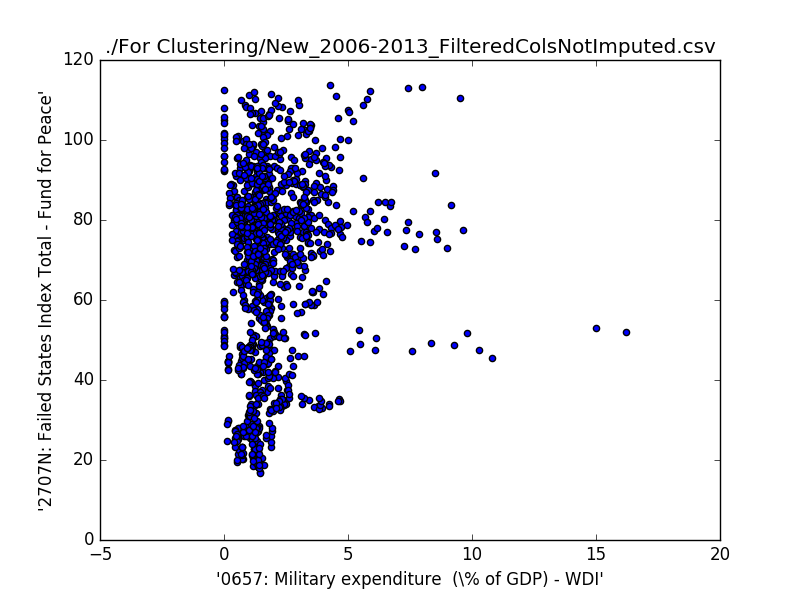 ./For Clustering/New_2006-2013_FilteredColsNotImputed.csv
'2707N: Failed States Index Total - Fund for Peace'
120
100
80
60
40
20
0
−5 0 5 10 15 20
'0657: Military expenditure  (\% of GDP) - WDI'